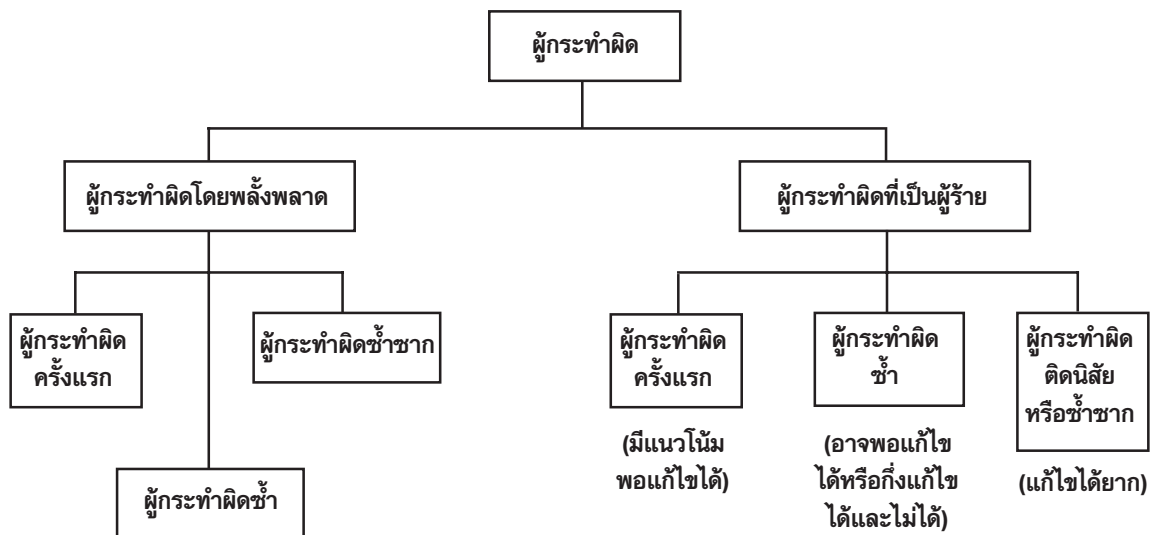 ผู้กระทำผิด
ผู้กระทำผิดโดยพลั้งพลาด
ผู้กระทำผิดที่เป็นผู้ร้าย
ผู้กระทำผิด
ครั้งแรก
ผู้กระทำผิดซ้ำซาก
ผู้กระทำผิดซ้ำ
ผู้กระทำผิด
ครั้งแรก
(มีแนวโน้ม
พอแก้ไขได้)
ผู้กระทำผิด
ซ้ำ
(อาจพอแก้ไข
ได้หรือกึ่งแก้ไข
ได้และไม่ได้)
ผู้กระทำผิด
ติดนิสัย
หรือซ้ำซาก
(แก้ไขได้ยาก)